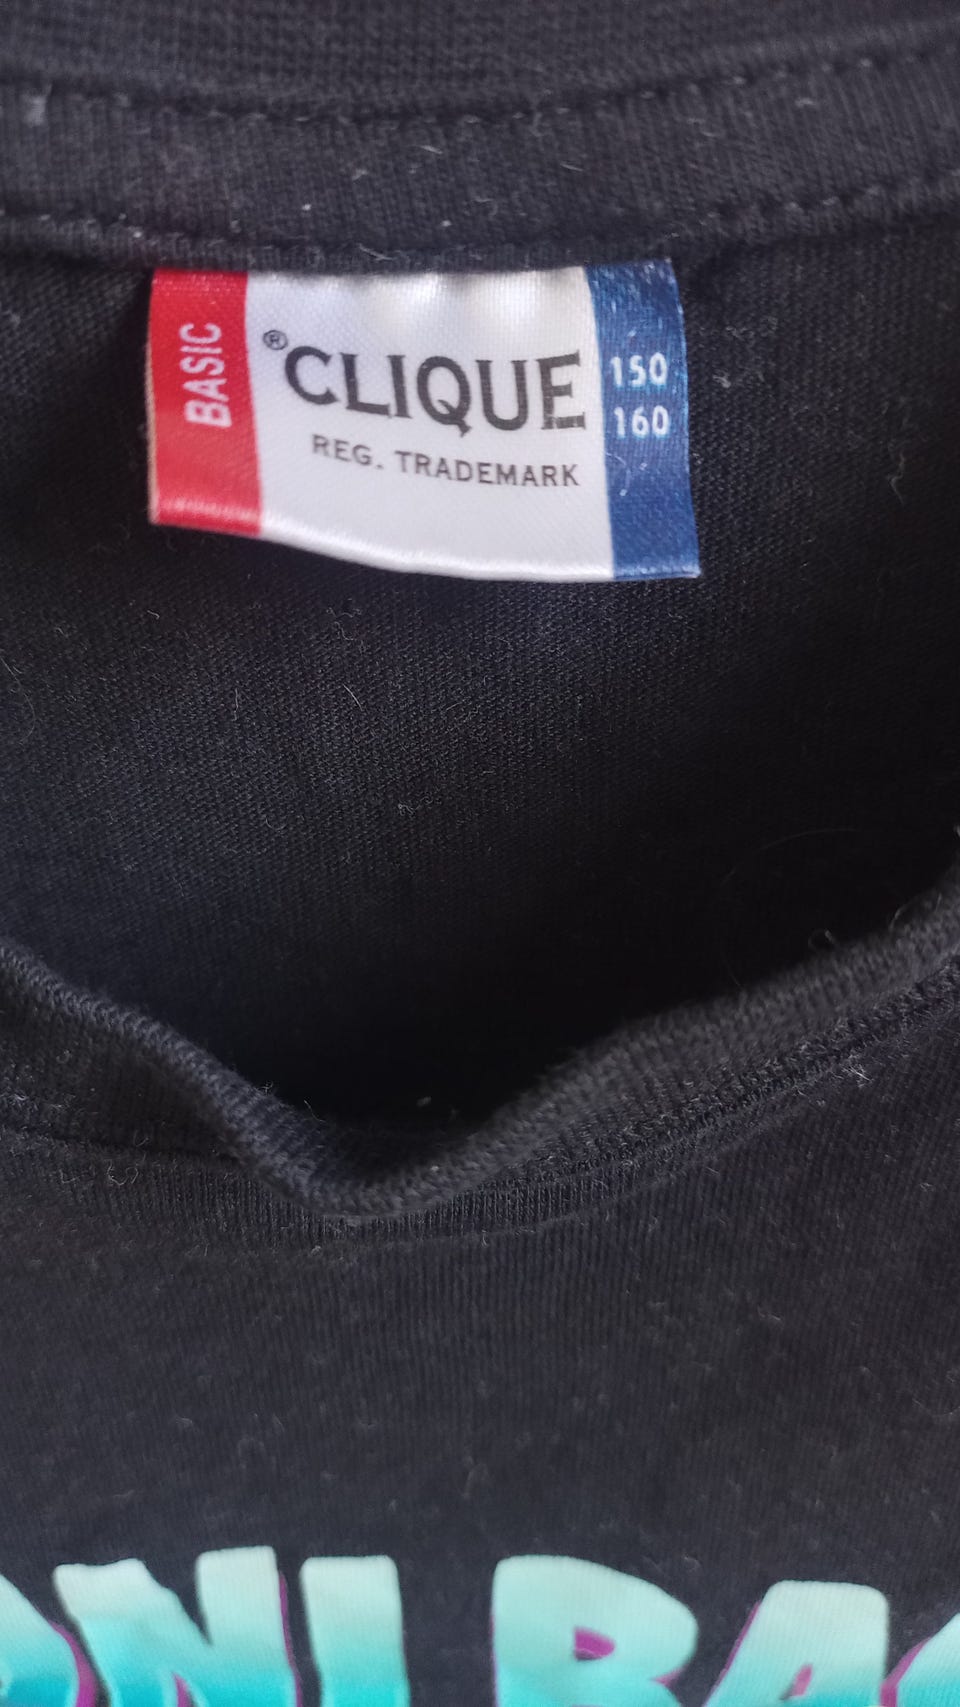 BASIC
®CLIQUE
REG. TRADEMARK
150
160